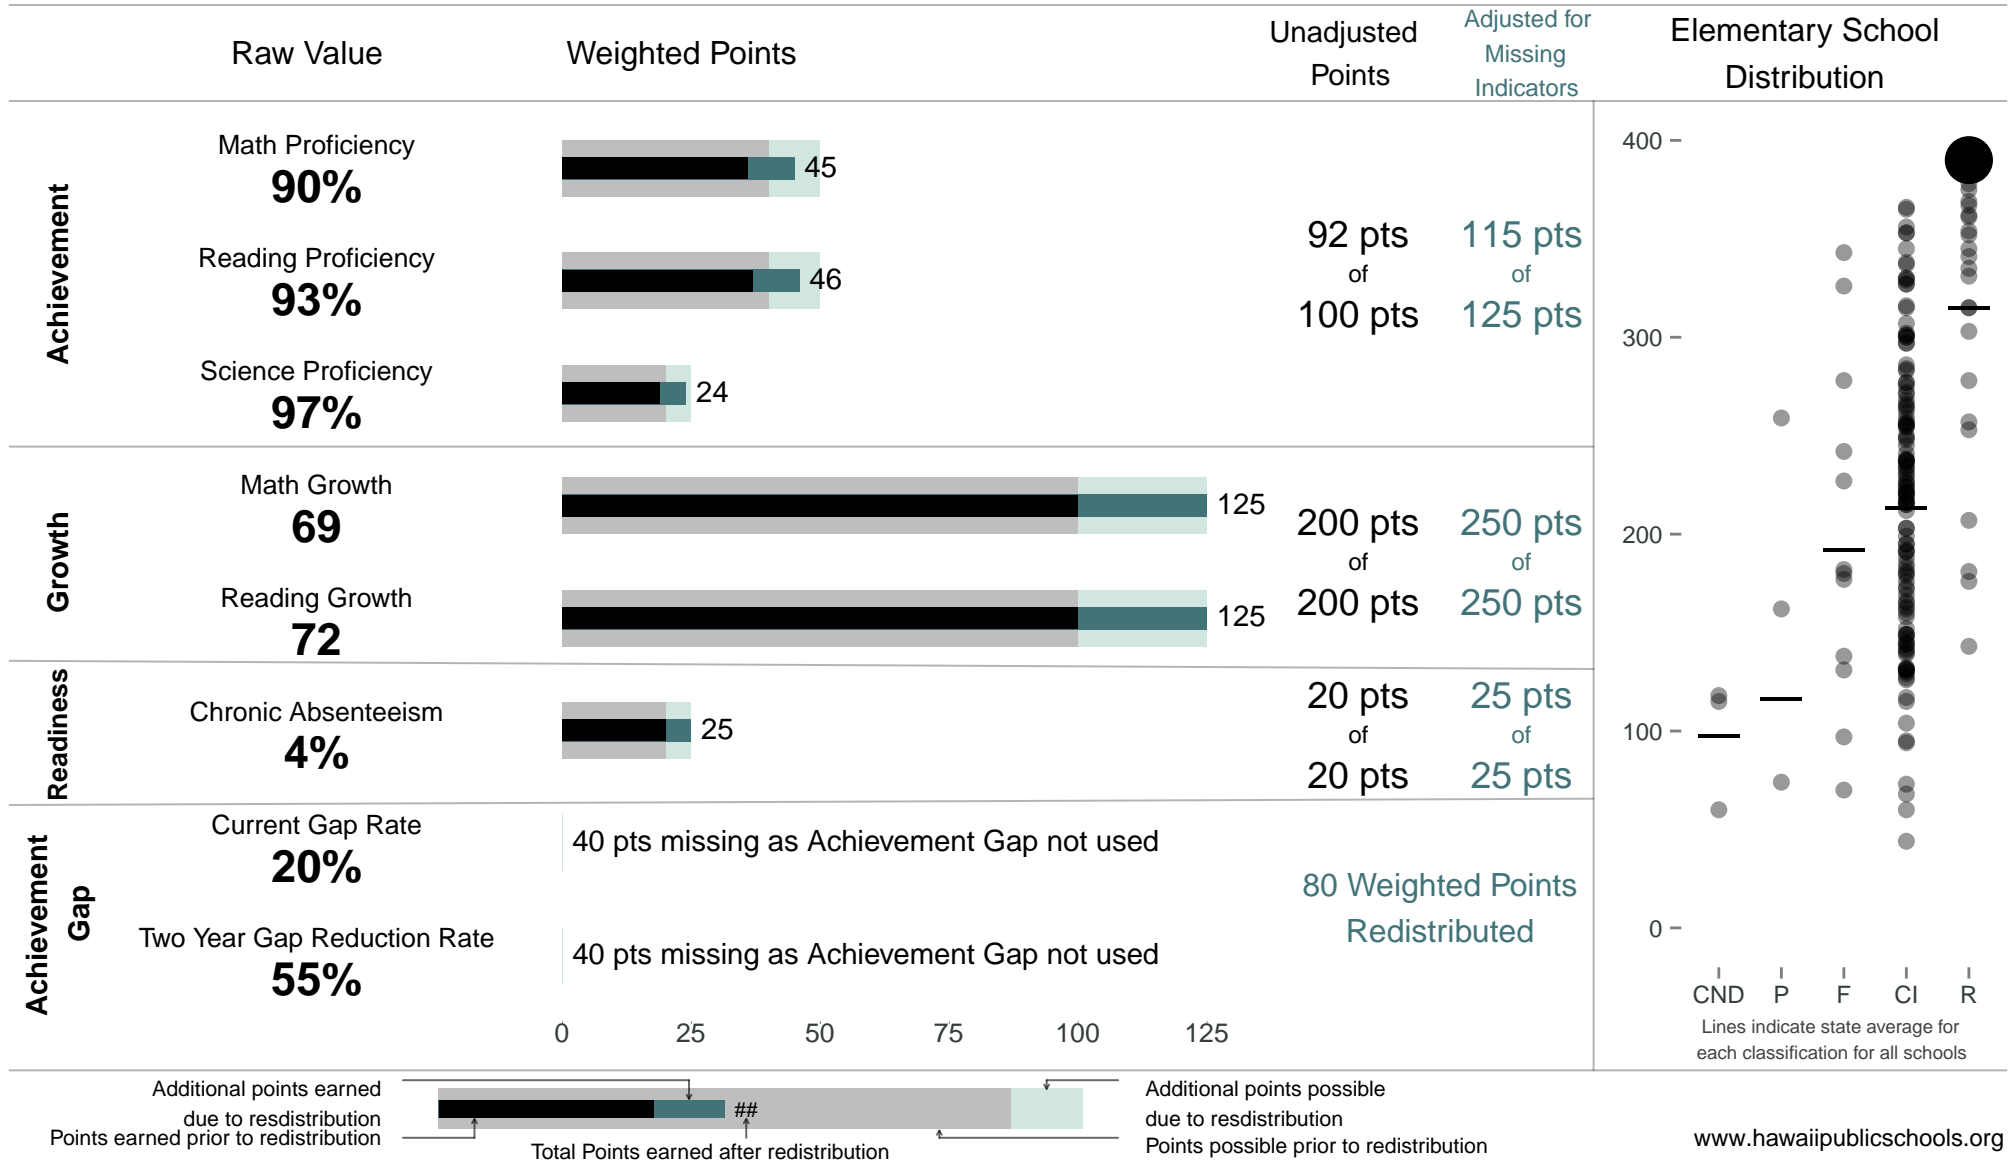 Raw Value
Weighted Points
Unadjusted
Points
Adjusted for
Missing
Indicators
Elementary School
Distribution
Achievement
Math Proficiency
90%
45
Reading Proficiency
93%
46
Science Proficiency
97%
24
92 pts
of
100 pts
115 pts
of
125 pts
Growth
Math Growth
69
125
Reading Growth
72
125
200 pts
of
200 pts
250 pts
of
250 pts
Readiness
Chronic Absenteeism
4%
25
20 pts
of
20 pts
25 pts
of
25 pts
Achievement
Gap
Current Gap Rate
20%
40 pts missing as Achievement Gap not used
Two Year Gap Reduction Rate
55%
40 pts missing as Achievement Gap not used
80 Weighted Points
Redistributed
0 25 50 75 100 125
400
300
200
100
0
CND P F CI R
Lines indicate state average for
each classification for all schools
Additional points earned
due to resdistribution
Points earned prior to redistribution
##
Total Points earned after redistribution
Additional points possible
due to resdistribution
Points possible prior to redistribution
www.hawaiipublicschools.org